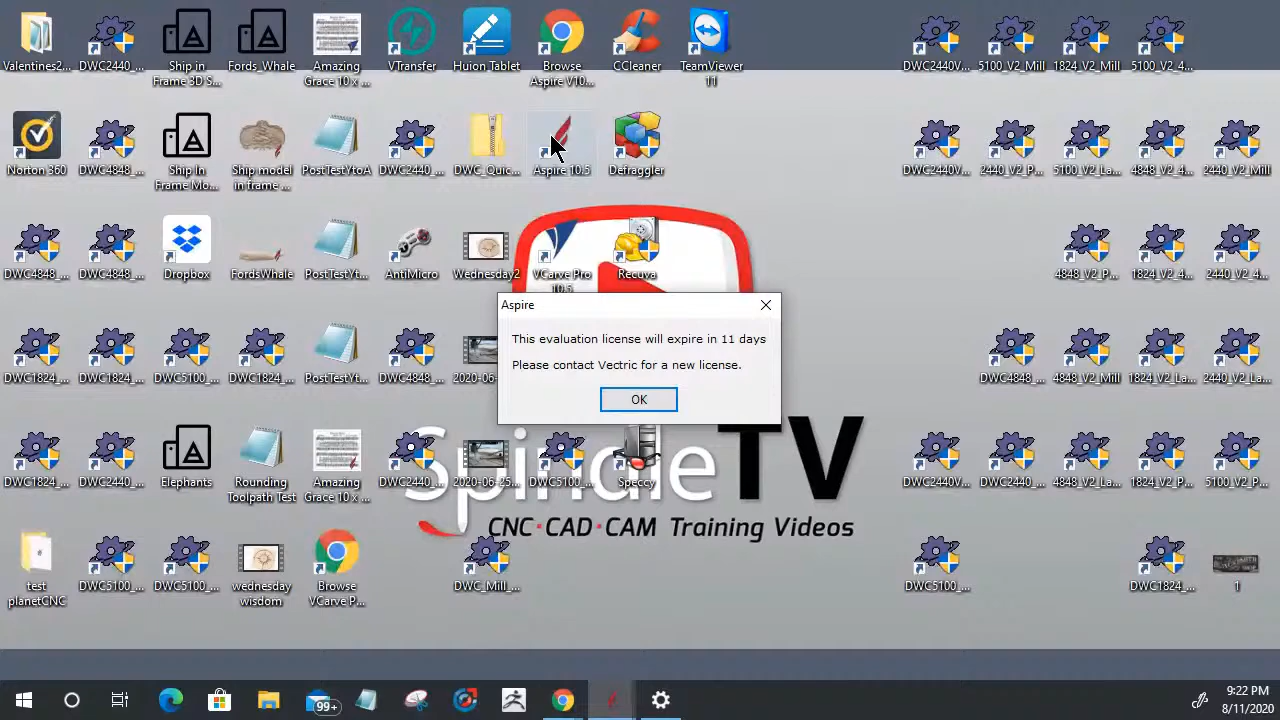 Valentines2...
DWC2440_...
Ship in
Frame 3D S...
Fords_Whale
Amazing
Grace 10 x ...
VTransfer
Huion Tablet
Browse
Aspire V10...
CCleaner
TeamViewer
11
DWC2440V...
5100_V2_Mill
1824_V2_Mill
5100_V2_4...
Norton 360
DWC4848_...
Ship In
Frame Mo...
Ship model
in frame ...
PostTestYtoA
DWC2440_...
DWC_Quic...
Aspire 10.5
Defraggler
DWC2440V...
2440_V2_P...
5100_V2_La...
4848_V2_4...
2440_V2_Mill
DWC4848_...
DWC4848_...
Dropbox
FordsWhale
PostTestYt...
AntiMicro
Wednesday2
VCarve Pro
10.5
Recuva
4848_V2_P...
1824_V2_4...
2440_V2_4...
Aspire
This evaluation license will expire in 11 days
Please contact Vectric for a new license.
OK
DWC1824_...
DWC1824_...
DWC5100_...
DWC1824_...
PostTestYt...
DWC4848_...
2020-06-...
DWC4848_...
4848_V2_Mill
1824_V2_La...
2440_V2_La...
DWC1824_...
DWC2440_...
Elephants
Rounding
Toolpath Test
Amazing
Grace 10 x ...
DWC2440_...
2020-06-25...
DWC5100_...
Speccy
DWC2440V...
DWC2440_...
4848_V2_La...
1824_V2_P...
5100_V2_P...
SpindleTV
CNC·CAD·CAM Training Videos
test
planetCNC
DWC5100_...
DWC5100_...
wednesday
wisdom
Browse
VCarve P...
DWC_Mill_...
DWC5100_...
DWC1824_...
1
99+
3:22 PM
8/11/2020